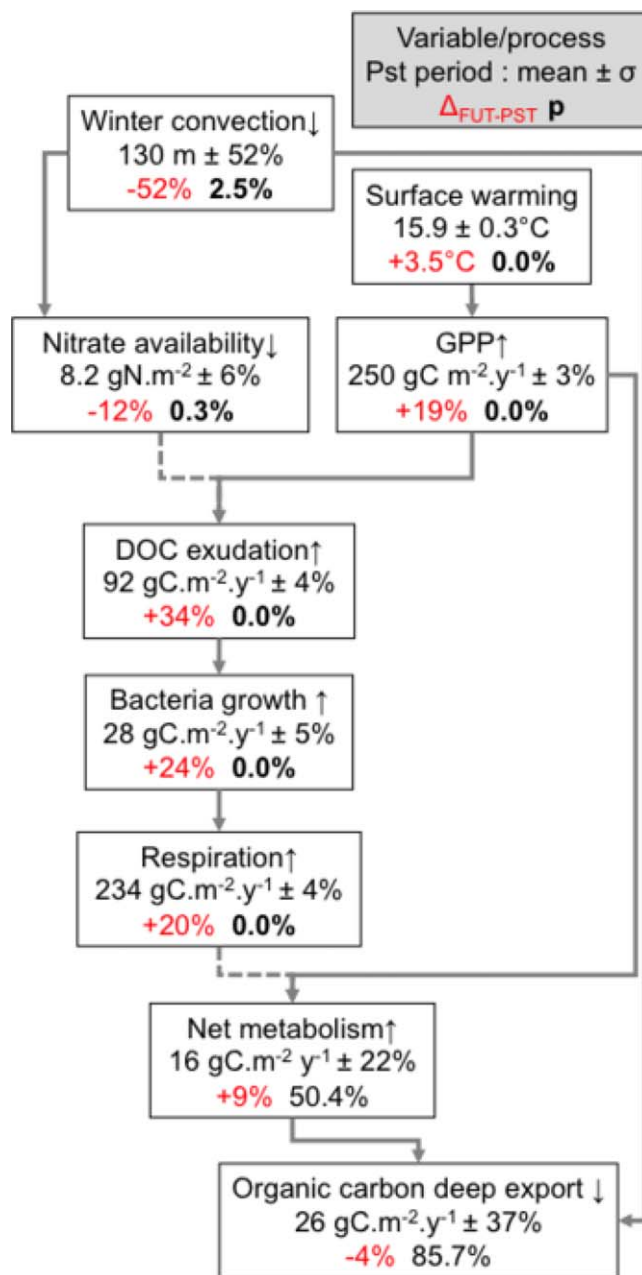 Variable/process
Pst period : mean ± σ
ΔFUT-PST p
Winter convection↓
130 m ± 52%
-52% 2.5%
Surface warming
15.9 ± 0.3°C
+3.5°C 0.0%
Nitrate availability↓
8.2 gN.m⁻² ± 6%
-12% 0.3%
GPP↑
250 gC m⁻².y⁻¹ ± 3%
+19% 0.0%
DOC exudation↑
92 gC.m⁻².y⁻¹ ± 4%
+34% 0.0%
Bacteria growth ↑
28 gC.m⁻².y⁻¹ ± 5%
+24% 0.0%
Respiration↑
234 gC.m⁻².y⁻¹ ± 4%
+20% 0.0%
Net metabolism↑
16 gC.m⁻² y⁻¹ ± 22%
+9% 50.4%
Organic carbon deep export ↓
26 gC.m⁻².y⁻¹ ± 37%
-4% 85.7%